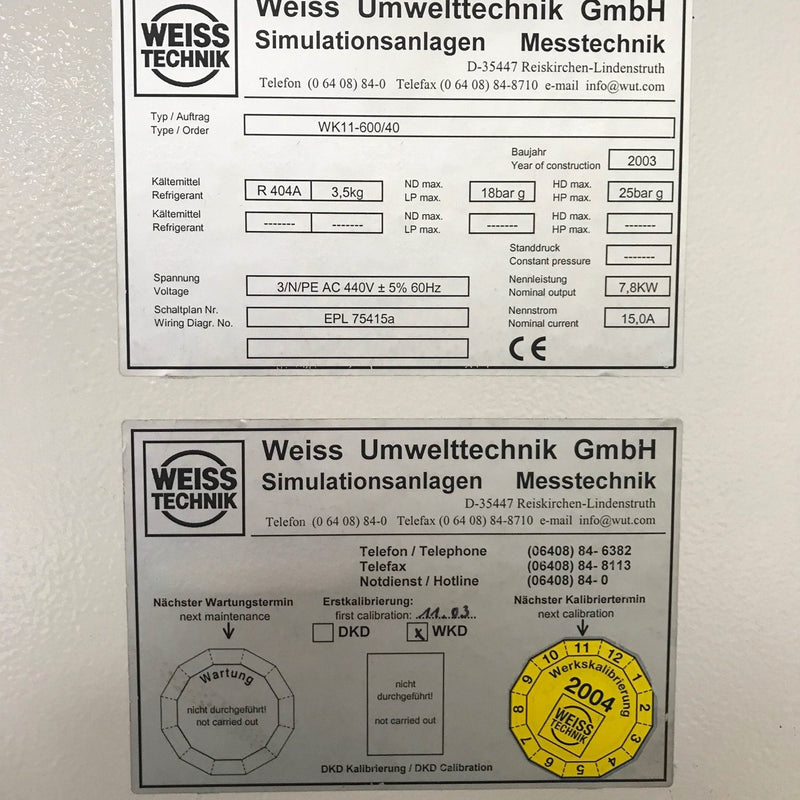 WEISS
TECHNIK
Weiss Umwelttechnik GmbH
Simulationsanlagen Messtechnik
D-35447 Reiskirchen-Lindenstruth
Telefon (0 64 08) 84-0 Telefax (0 64 08) 84-8710 e-mail info@wut.com
Typ / Auftrag
Type / Order
WK11-600/40
Baujahr
Year of construction
2003
Kältemittel
Refrigerant
R 404A
3,5kg
ND max.
LP max.
18bar g
HD max.
HP max.
25bar g
Kältemittel
Refrigerant
-------
-------
ND max.
LP max.
-------
HD max.
HP max.
-------
Standdruck
Constant pressure
-------
Spannung
Voltage
3/N/PE AC 440V ± 5% 60Hz
Nennleistung
Nominal output
7,8KW
Schaltplan Nr.
Wiring Diagr. No.
EPL 75415a
Nennstrom
Nominal current
15,0A
CE
WEISS
TECHNIK
Weiss Umwelttechnik GmbH
Simulationsanlagen Messtechnik
D-35447 Reiskirchen-Lindenstruth
Telefon (0 64 08) 84-0 Telefax (0 64 08) 84-8710 e-mail info@wut.com
Telefon / Telephone (06408) 84- 6382
Telefax (06408) 84- 8113
Notdienst / Hotline (06408) 84- 0
Nächster Wartungstermin
next maintenance
Erstkalibrierung:
first calibration: 11.03
DKD
x WKD
Nächster Kalibriertermin
next calibration
Wartung
nicht durchgeführt!
not carried out
nicht
durchgeführt!
not carried out
DKD Kalibrierung / DKD Calibration
10 11 12 1 2 3 4 5 6 7 8 9
Werkskalibrierung
2004
WEISS
TECHNIK